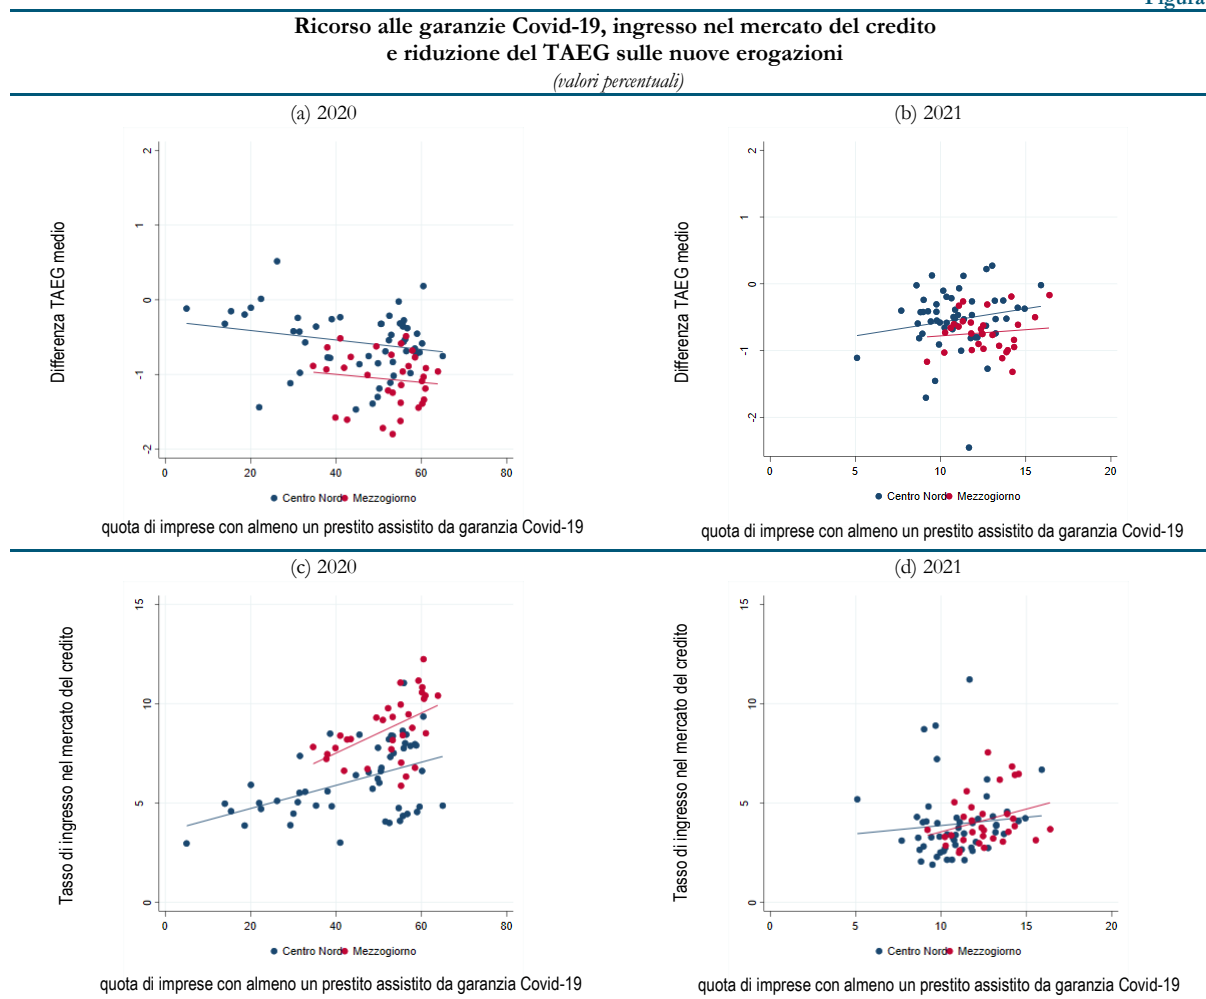 Figura
Ricorso alle garanzie Covid-19, ingresso nel mercato del credito
e riduzione del TAEG sulle nuove erogazioni
(valori percentuali)
(a) 2020
Differenza TAEG medio
2
1
0
-1
-2
0 20 40 60 80
Centro Nord Mezzogiorno
quota di imprese con almeno un prestito assistito da garanzia Covid-19
(b) 2021
Differenza TAEG medio
2
1
0
-1
-2
0 5 10 15 20
Centro Nord Mezzogiorno
quota di imprese con almeno un prestito assistito da garanzia Covid-19
(c) 2020
Tasso di ingresso nel mercato del credito
15
10
5
0
0 20 40 60 80
Centro Nord Mezzogiorno
quota di imprese con almeno un prestito assistito da garanzia Covid-19
(d) 2021
Tasso di ingresso nel mercato del credito
15
10
5
0
0 5 10 15 20
Centro Nord Mezzogiorno
quota di imprese con almeno un prestito assistito da garanzia Covid-19